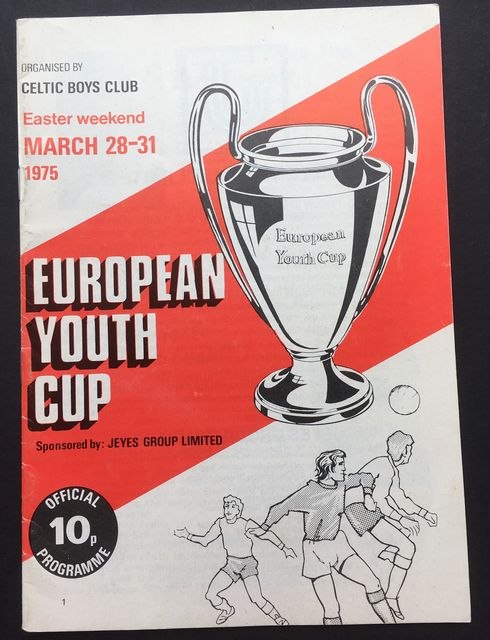 ORGANISED BY
CELTIC BOYS CLUB
Easter weekend
MARCH 28-31
1975
European
Youth Cup
EUROPEAN
YOUTH
CUP
Sponsored by: JEYES GROUP LIMITED
OFFICIAL
10p
PROGRAMME
1